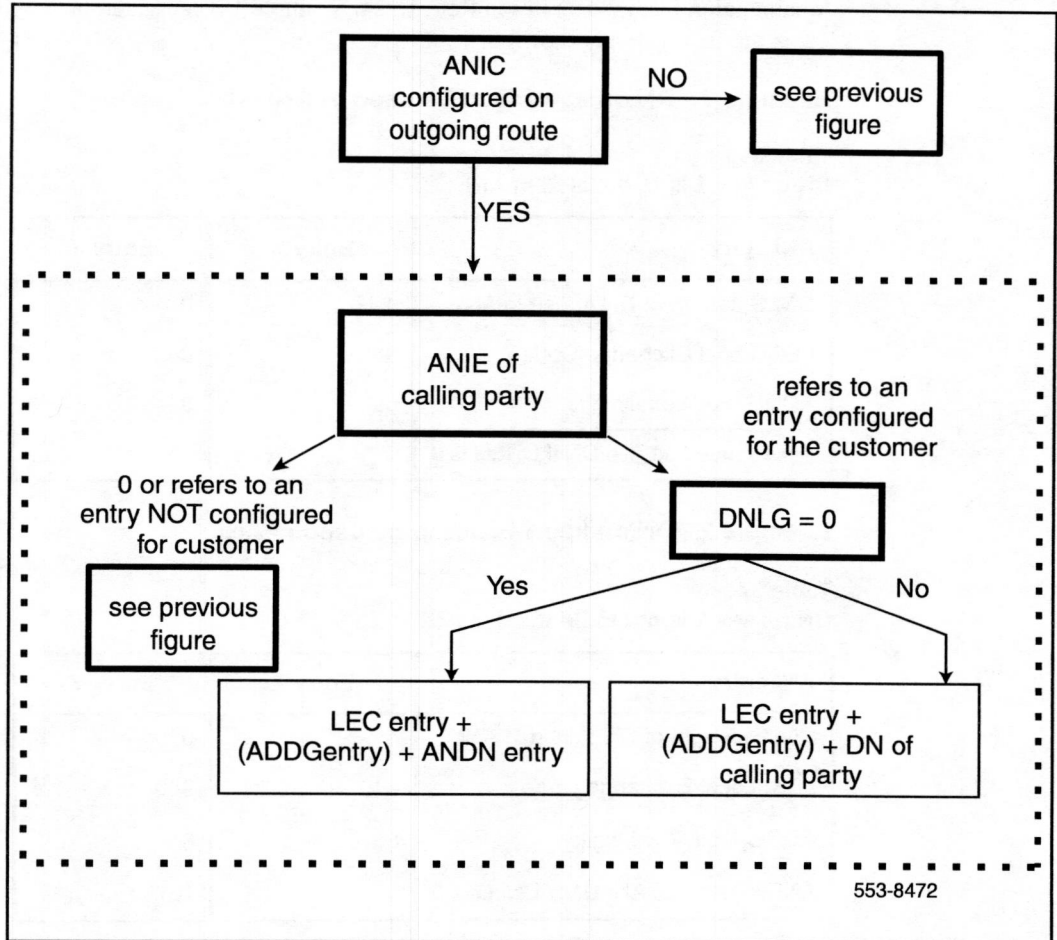 ANIC
configured on
outgoing route
NO
see previous
figure
YES
ANIE of
calling party
refers to an
entry configured
for the customer
0 or refers to an
entry NOT configured
for customer
see previous
figure
DNLG = 0
Yes
No
LEC entry +
(ADDGentry) + ANDN entry
LEC entry +
(ADDGentry) + DN of
calling party
553-8472